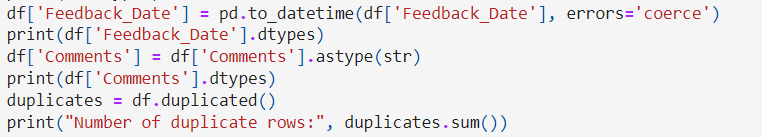 df['Feedback_Date'] = pd.to_datetime(df['Feedback_Date'], errors='coerce')
print(df['Feedback_Date'].dtypes)
df['Comments'] = df['Comments'].astype(str)
print(df['Comments'].dtypes)
duplicates = df.duplicated()
print("Number of duplicate rows:", duplicates.sum())